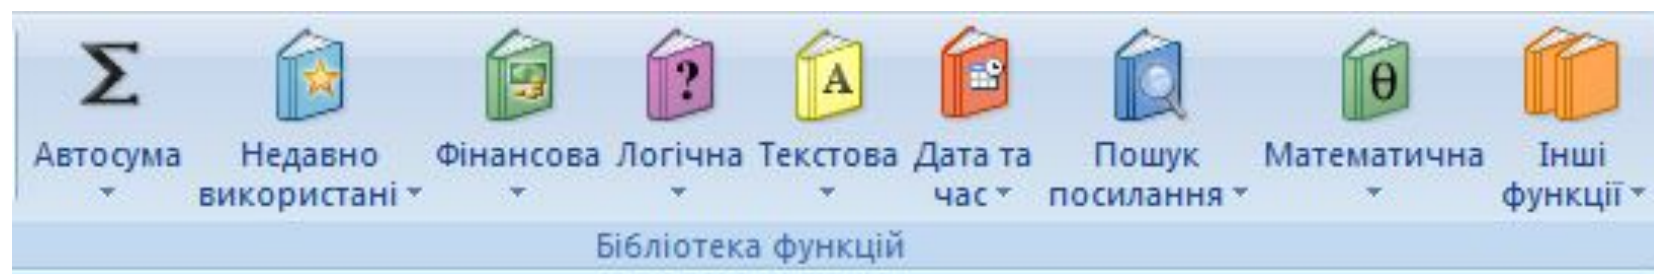 Автосума
Недавно
використані
Фінансова
Логічна
Текстова
Дата та
час
Пошук
посилання
Математична
Інші
функції
Бібліотека функцій